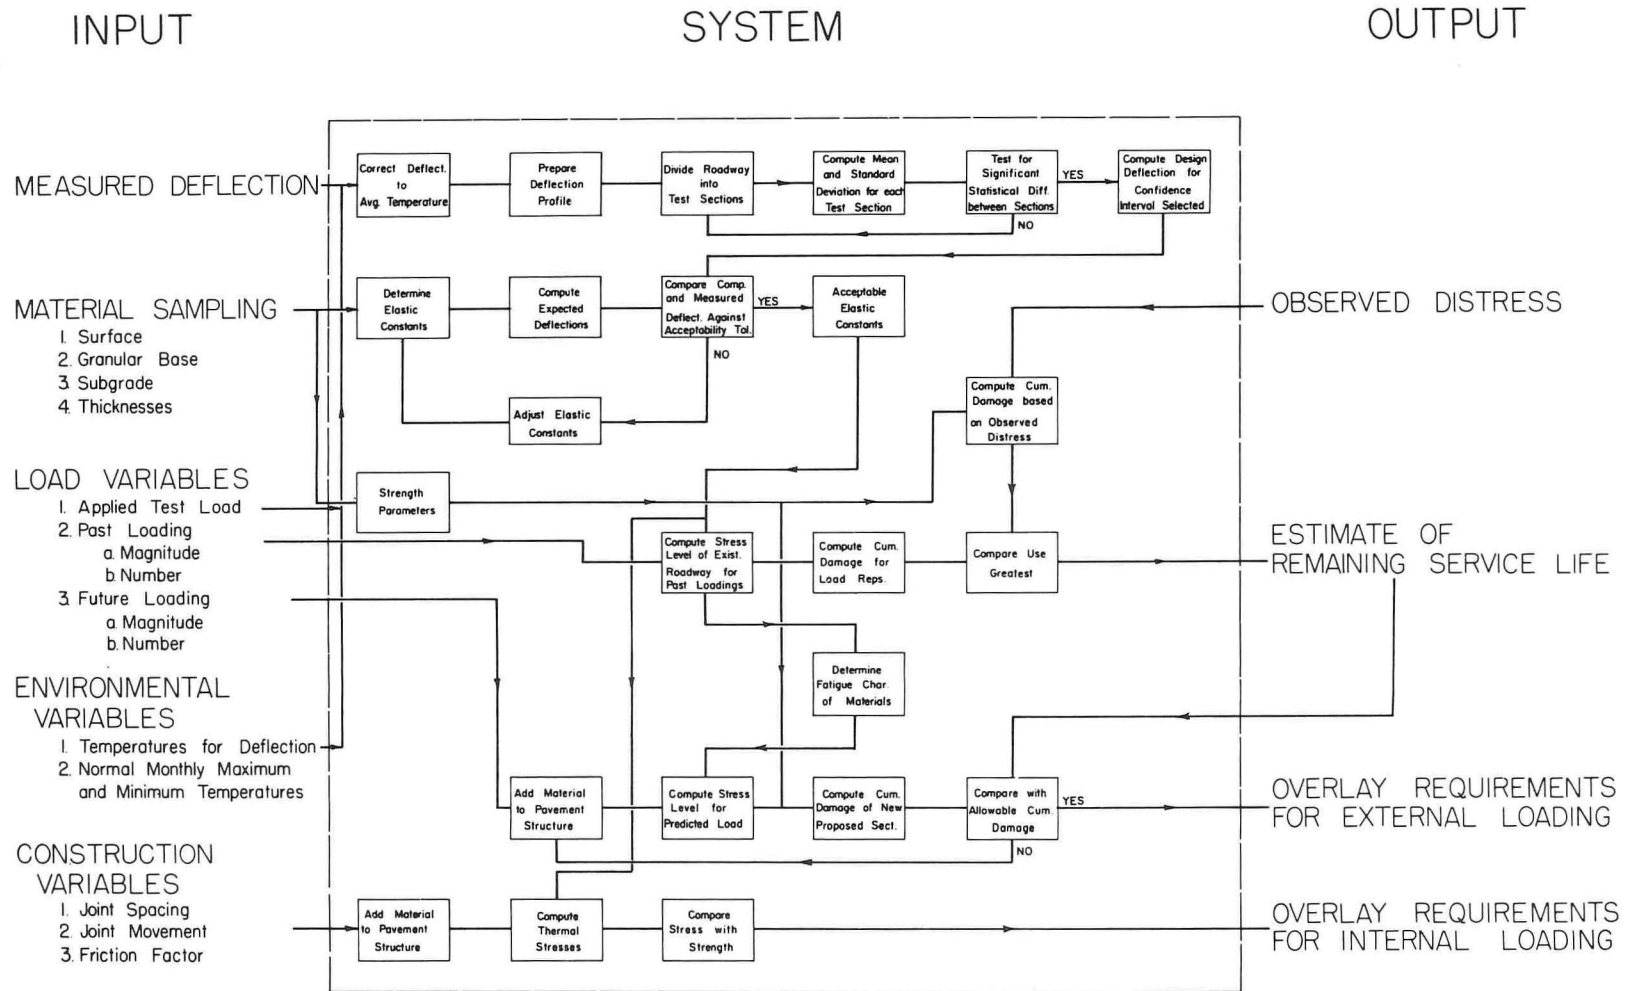 INPUT
SYSTEM
OUTPUT
MEASURED DEFLECTION
Correct Deflect.
to
Avg. Temperature
Prepare
Deflection
Profile
Divide Roadway
into
Test Sections
Compute Mean
and Standard
Deviation for each
Test Section
Test for
Significant
Statistical Diff.
between Sections
YES
NO
Compute Design
Deflection for
Confidence
Interval Selected
MATERIAL SAMPLING
1. Surface
2. Granular Base
3. Subgrade
4. Thicknesses
Determine
Elastic
Constants
Compute
Expected
Deflections
Compare Comp.
and Measured
Deflect. Against
Acceptability Tol.
YES
NO
Acceptable
Elastic
Constants
OBSERVED DISTRESS
Adjust Elastic
Constants
Compute Cum.
Damage based
on Observed
Distress
LOAD VARIABLES
1. Applied Test Load
2. Past Loading
a. Magnitude
b. Number
3. Future Loading
a. Magnitude
b. Number
Strength
Parameters
Compute Stress
Level of Exist.
Roadway for
Past Loadings
Compute Cum.
Damage for
Load Reps.
Compare Use
Greatest
ESTIMATE OF
REMAINING SERVICE LIFE
Determine
Fatigue Char.
of Materials
ENVIRONMENTAL
VARIABLES
1. Temperatures for Deflection
2. Normal Monthly Maximum
and Minimum Temperatures
Add Material
to Pavement
Structure
Compute Stress
Level for
Predicted Load
Compute Cum.
Damage of New
Proposed Sect.
Compare with
Allowable Cum.
Damage
YES
NO
OVERLAY REQUIREMENTS
FOR EXTERNAL LOADING
CONSTRUCTION
VARIABLES
1. Joint Spacing
2. Joint Movement
3. Friction Factor
Add Material
to Pavement
Structure
Compute
Thermal
Stresses
Compare
Stress with
Strength
OVERLAY REQUIREMENTS
FOR INTERNAL LOADING